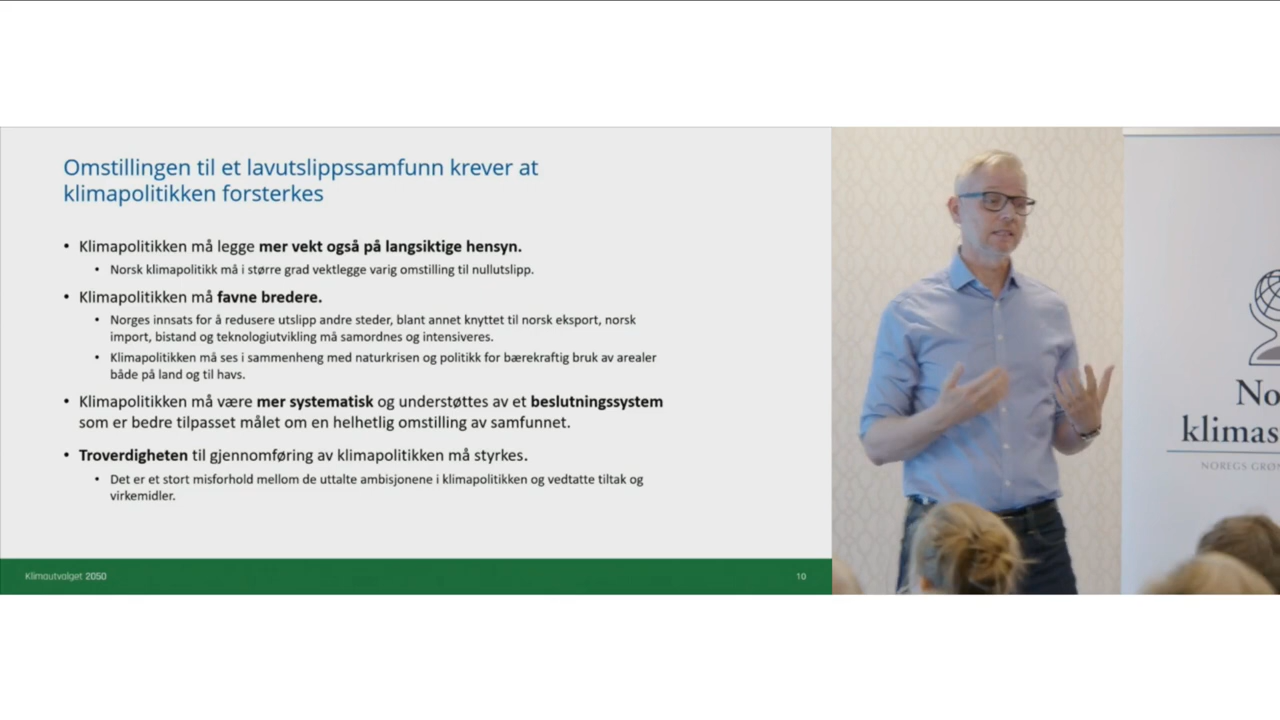 Omstillingen til et lavutslippssamfunn krever at
klimapolitikken forsterkes
• Klimapolitikken må legge mer vekt også på langsiktige hensyn.
• Norsk klimapolitikk må i større grad vektlegge varig omstilling til nullutslipp.
• Klimapolitikken må favne bredere.
• Norges innsats for å redusere utslipp andre steder, blant annet knyttet til norsk eksport, norsk
import, bistand og teknologiutvikling må samordnes og intensiveres.
• Klimapolitikken må ses i sammenheng med naturkrisen og politikk for bærekraftig bruk av arealer
både på land og til havs.
• Klimapolitikken må være mer systematisk og understøttes av et beslutningssystem
som er bedre tilpasset målet om en helhetlig omstilling av samfunnet.
• Troverdigheten til gjennomføring av klimapolitikken må styrkes.
• Det er et stort misforhold mellom de uttalte ambisjonene i klimapolitikken og vedtatte tiltak og
virkemidler.
Klimautvalget 2050
10
No
klimas
NOREGS GRØ